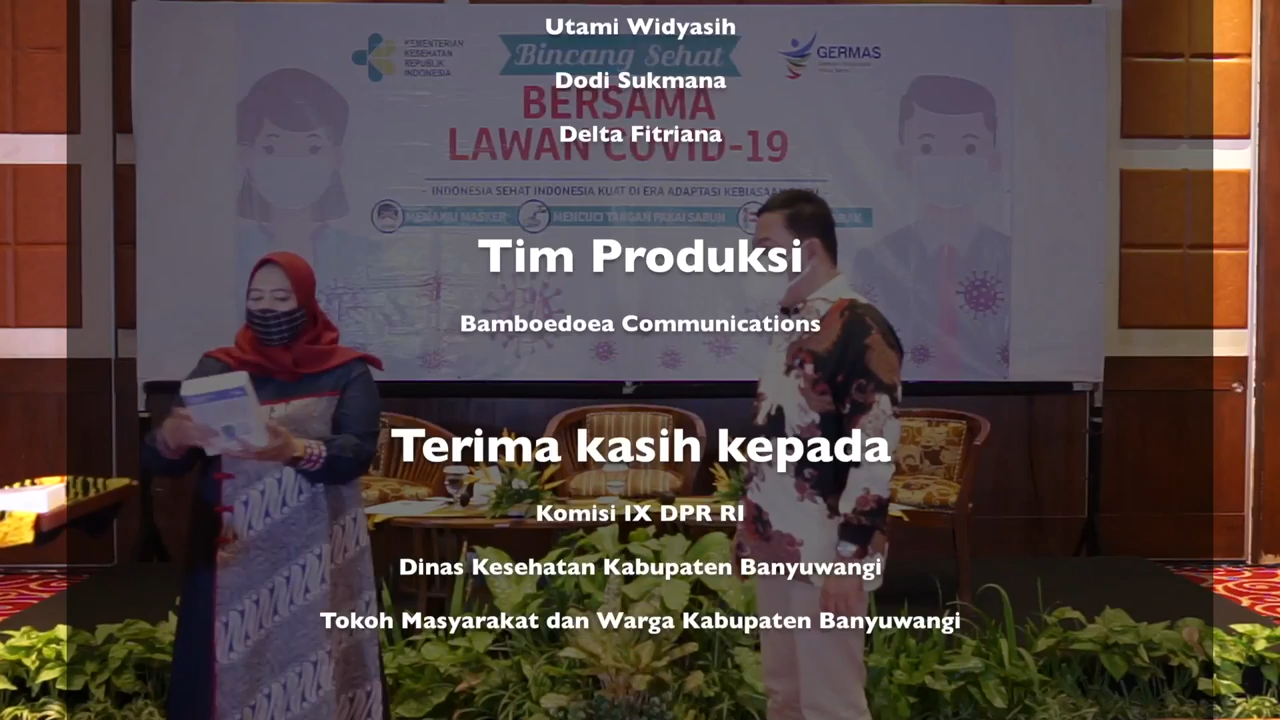 Utami Widyasih
KEMENTERIAN
KESEHATAN
REPUBLIK
INDONESIA
Bincang Sehat
GERMAS
Dodi Sukmana
BERSAMA
Delta Fitriana
LAWAN COVID-19
INDONESIA SEHAT INDONESIA KUAT DI ERA ADAPTASI KEBIASAAN
MEMAKAI MASKER
MENCUCI TANGAN PAKAI SABUN
Tim Produksi
Bamboedoea Communications
Terima kasih kepada
Komisi IX DPR RI
Dinas Kesehatan Kabupaten Banyuwangi
Tokoh Masyarakat dan Warga Kabupaten Banyuwangi